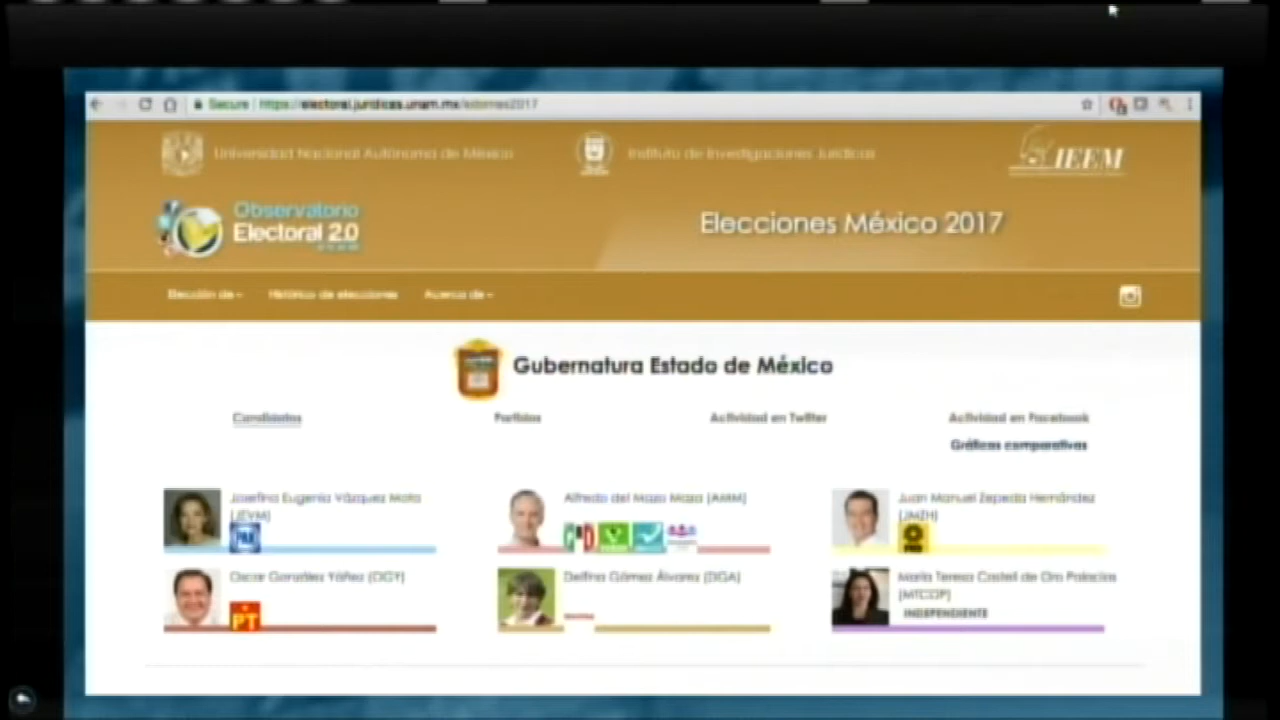 Secure https://electoral.juridicas.unam.mx/edomex2017
Universidad Nacional Autónoma de México
Instituto de Investigaciones Jurídicas
IEEM
Observatorio
Electoral 2.0
Elecciones México 2017
Elección de
Histórico de elecciones
Acerca de
Gubernatura Estado de México
Candidatos
Partidos
Actividad en Twitter
Actividad en Facebook
Gráficas comparativas
Josefina Eugenia Vázquez Mota
(JEVM)
PAN
Alfredo del Mazo Maza (AMM)
PRI
Juan Manuel Zepeda Hernández
(JMZH)
PRD
Oscar González Yáñez (OGY)
PT
Delfina Gómez Álvarez (DGA)
María Teresa Castell de Oro Palacios
(MTCOP)
INDEPENDIENTE